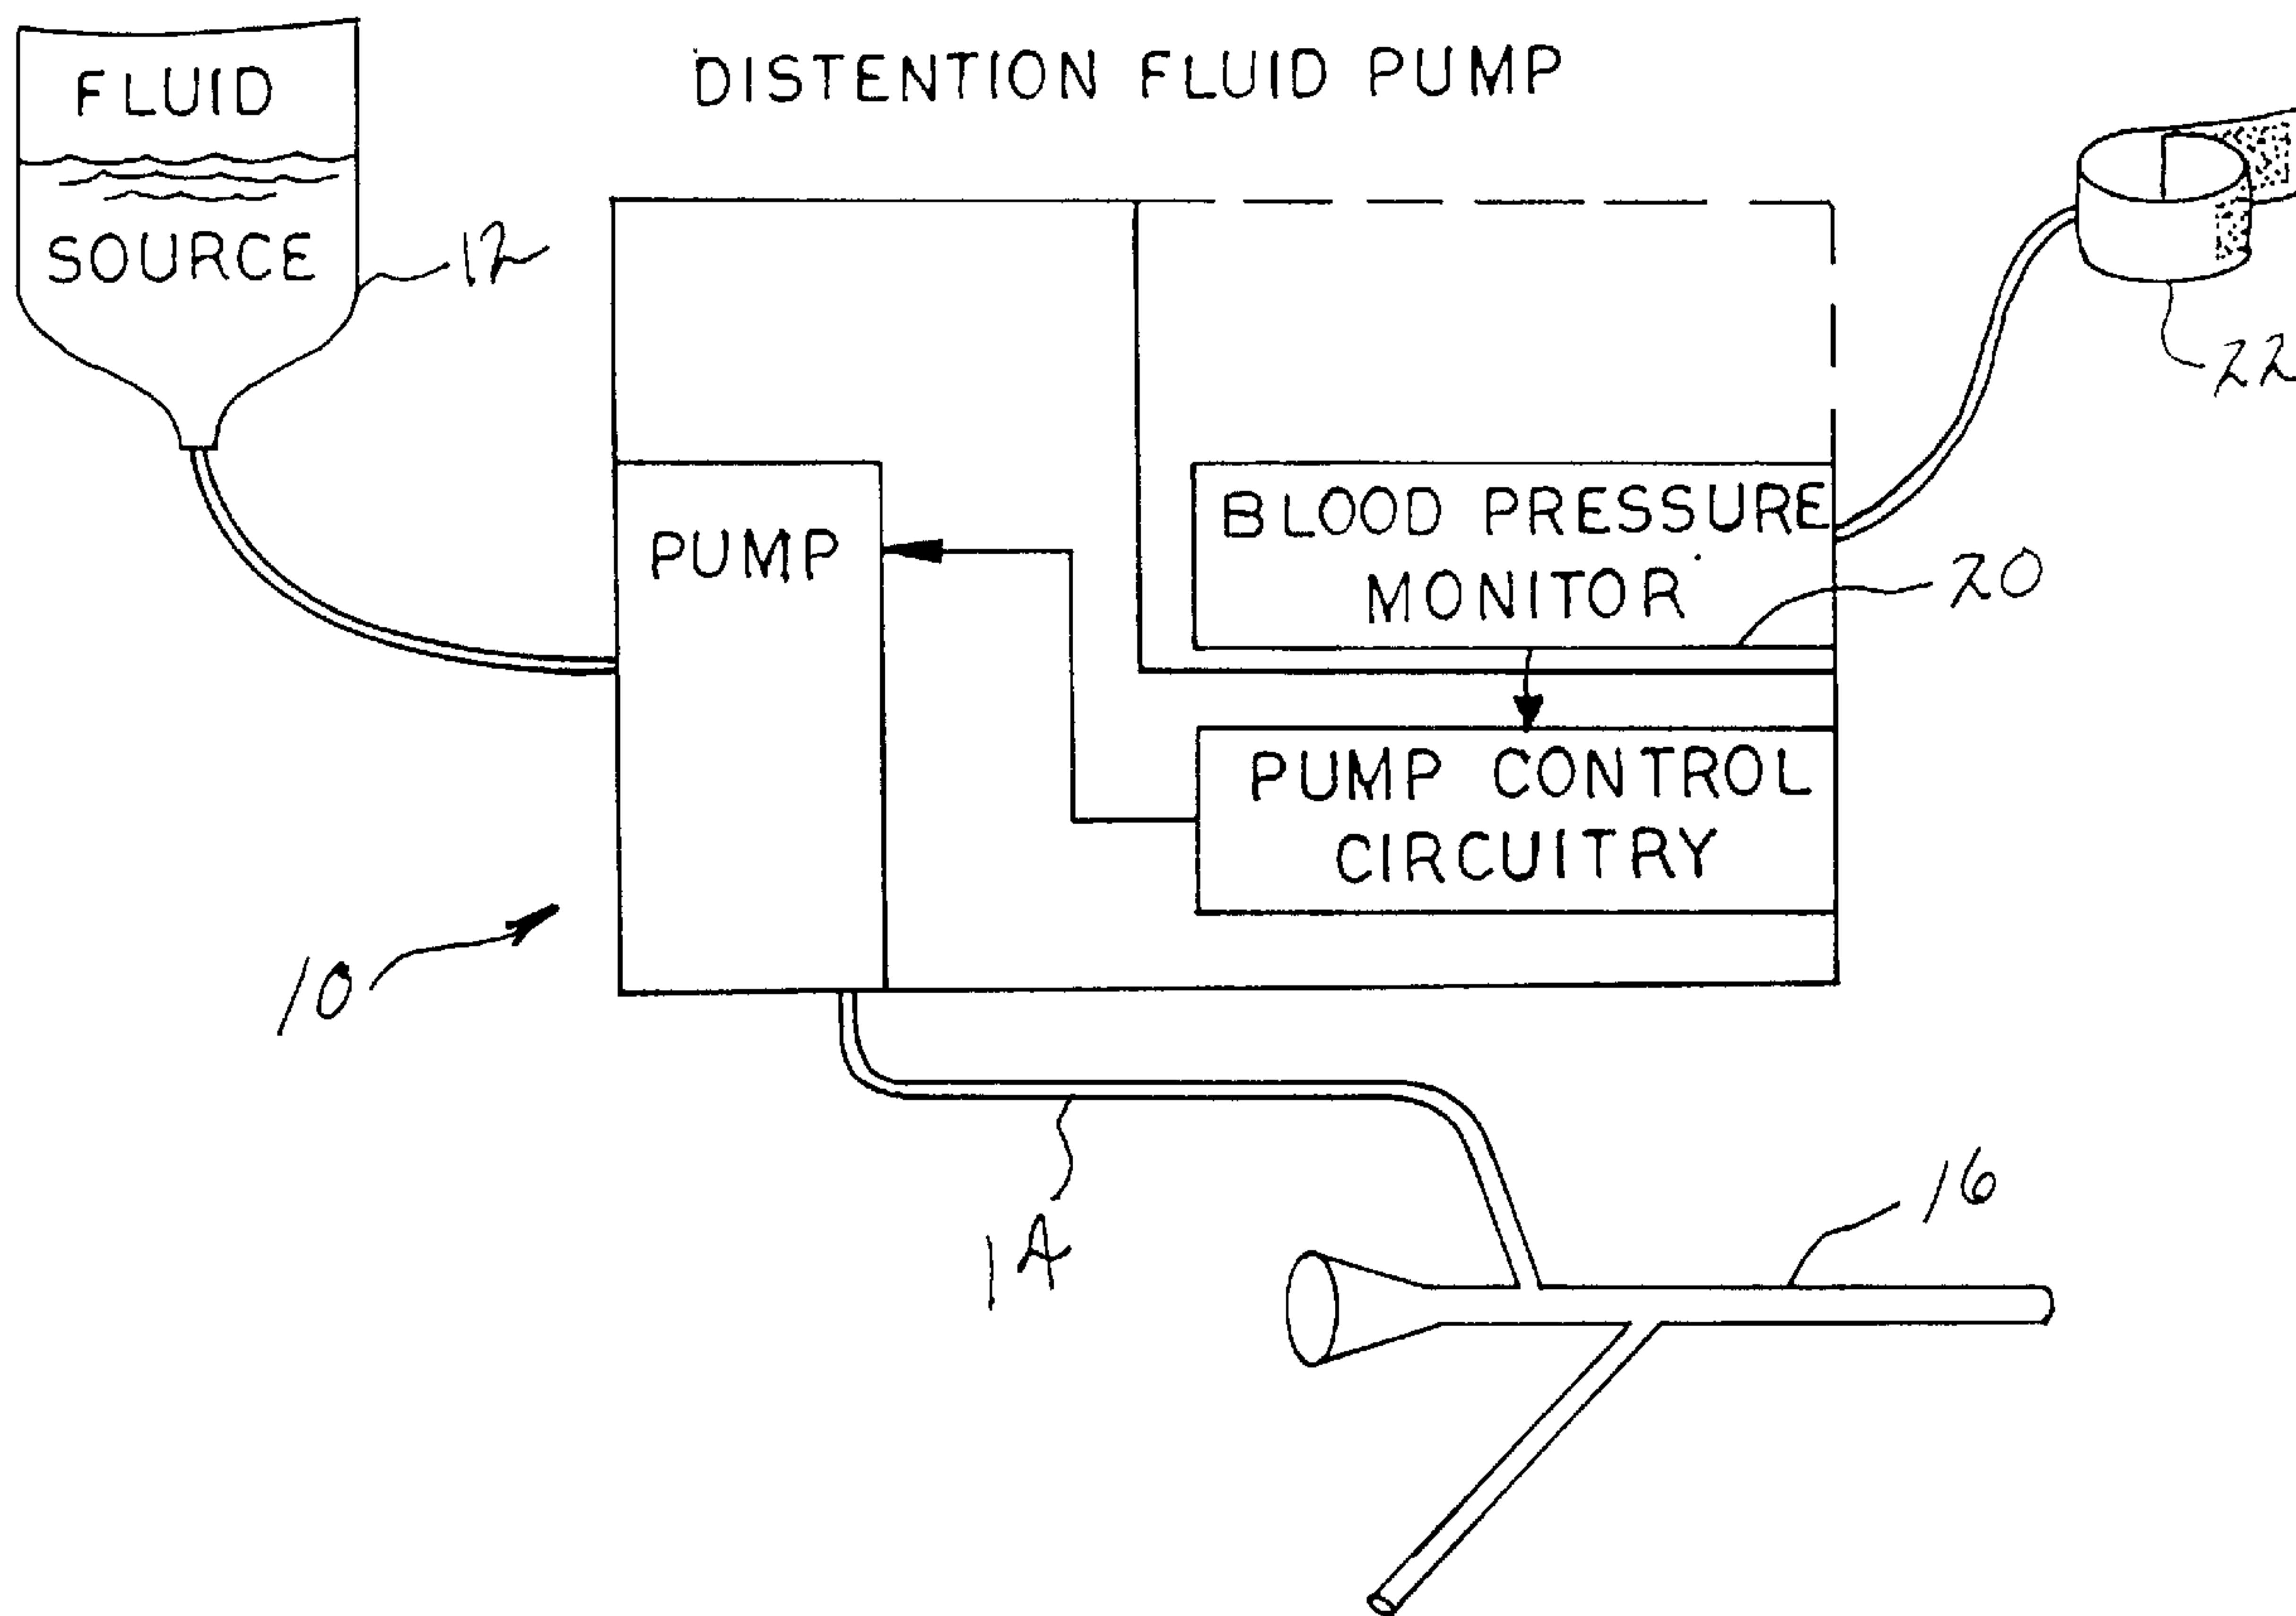 DISTENTION FLUID PUMP
FLUID
SOURCE
12
22
BLOOD PRESSURE
MONITOR
20
PUMP
PUMP CONTROL
CIRCUITRY
10
14
16